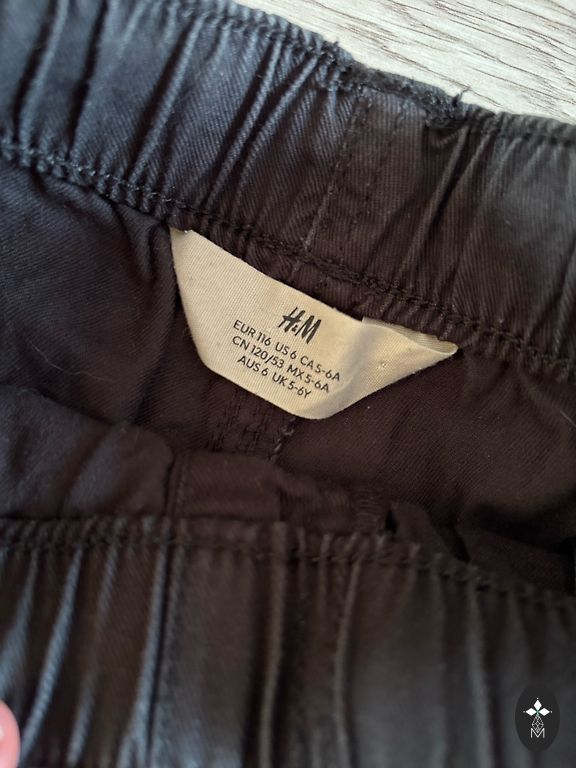 H&M
EUR 116 US 6 CA 5-6A
CN 120/53 MX 5-6A
AUS 6 UK 5-6Y
M